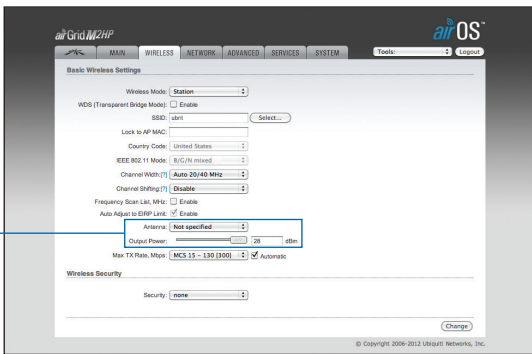 airGrid M2HP
airOS™
MAIN WIRELESS NETWORK ADVANCED SERVICES SYSTEM Tools: Logout
Basic Wireless Settings
Wireless Mode: Station
WDS (Transparent Bridge Mode): Enable
SSID: ubnt Select...
Lock to AP MAC:
Country Code: United States
IEEE 802.11 Mode: B/G/N mixed
Channel Width:[?] Auto 20/40 MHz
Channel Shifting:[?] Disable
Frequency Scan List, MHz: Enable
Auto Adjust to EIRP Limit: Enable
Antenna: Not specified
Output Power: 28 dBm
Max TX Rate, Mbps: MCS 15 – 130 [300] Automatic
Wireless Security
Security: none
Change
© Copyright 2006-2012 Ubiquiti Networks, Inc.